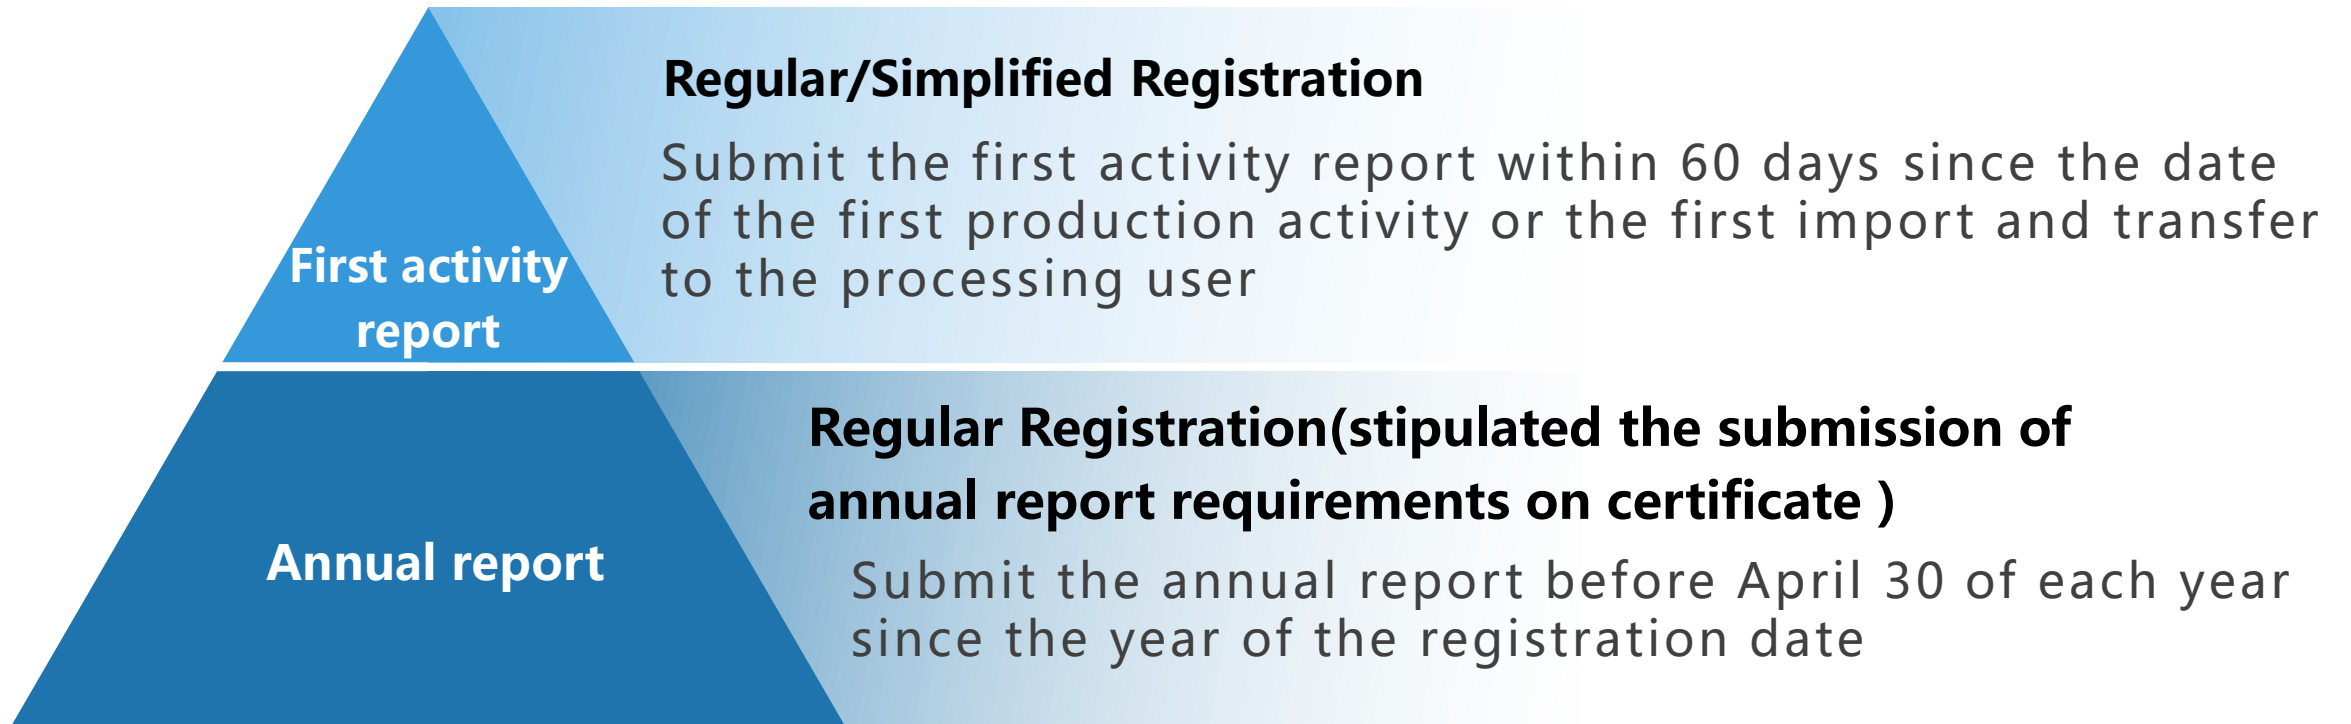 Regular/Simplified Registration
Submit the first activity report within 60 days since the date
of the first production activity or the first import and transfer
to the processing user
First activity
report
Regular Registration(stipulated the submission of
annual report requirements on certificate )
Submit the annual report before April 30 of each year
since the year of the registration date
Annual report